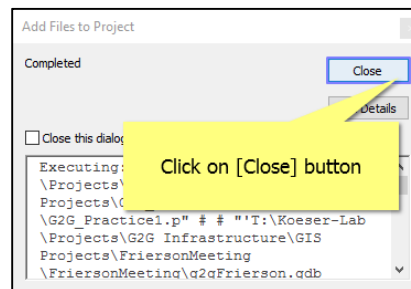 Add Files to Project
Completed
Close
Details
Close this dialog
Click on [Close] button
Executing:
\Projects\
Projects\
\G2G_Practice1.p" # # "'T:\Koeser-Lab
\Projects\G2G Infrastructure\GIS
Projects\FriersonMeeting
\FriersonMeeting\g2gFrierson.gdb